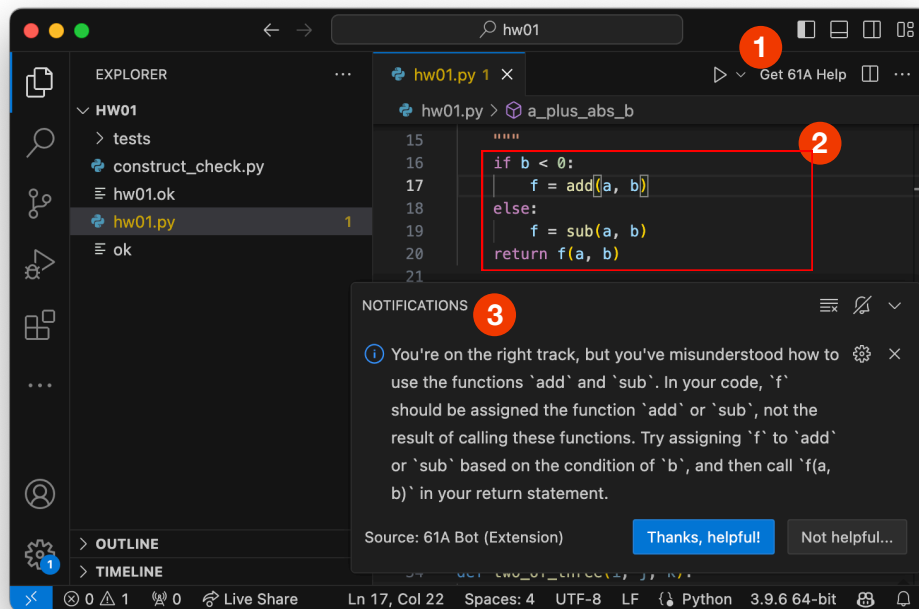 hw01
1
EXPLORER
hw01.py 1
Get 61A Help
HW01
hw01.py > a_plus_abs_b
tests
construct_check.py
hw01.ok
hw01.py 1
ok
15 """
2
16 if b < 0:
17 f = add(a, b)
18 else:
19 f = sub(a, b)
20 return f(a, b)
21
NOTIFICATIONS
3
You're on the right track, but you've misunderstood how to
use the functions `add` and `sub`. In your code, `f`
should be assigned the function `add` or `sub`, not the
result of calling these functions. Try assigning `f` to `add`
or `sub` based on the condition of `b`, and then call `f(a,
b)` in your return statement.
Source: 61A Bot (Extension)
Thanks, helpful!
Not helpful...
OUTLINE
1
TIMELINE
34 def two_of_three(i, j, k):
0 1 0 Live Share Ln 17, Col 22 Spaces: 4 UTF-8 LF Python 3.9.6 64-bit